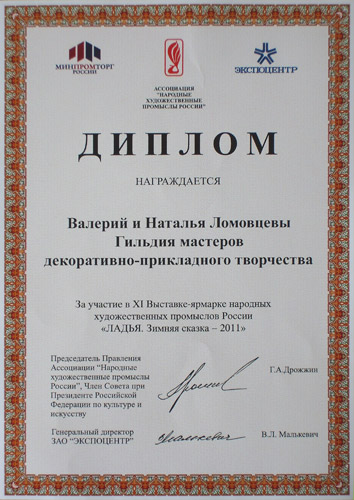 МИНПРОМТОРГ
РОССИИ
АССОЦИАЦИЯ
"НАРОДНЫЕ
ХУДОЖЕСТВЕННЫЕ
ПРОМЫСЛЫ РОССИИ"
ЭКСПОЦЕНТР
ДИПЛОМ
НАГРАЖДАЕТСЯ
Валерий и Наталья Ломовцевы
Гильдия мастеров
декоративно-прикладного творчества
За участие в XI Выставке-ярмарке народных
художественных промыслов России
«ЛАДЬЯ. Зимняя сказка – 2011»
Председатель Правления
Ассоциации "Народные
художественные промыслы
России", Член Совета при
Президенте Российской
Федерации по культуре и
искусству
Г.А.Дрожжин
Генеральный директор
ЗАО "ЭКСПОЦЕНТР"
В.Л. Малькевич